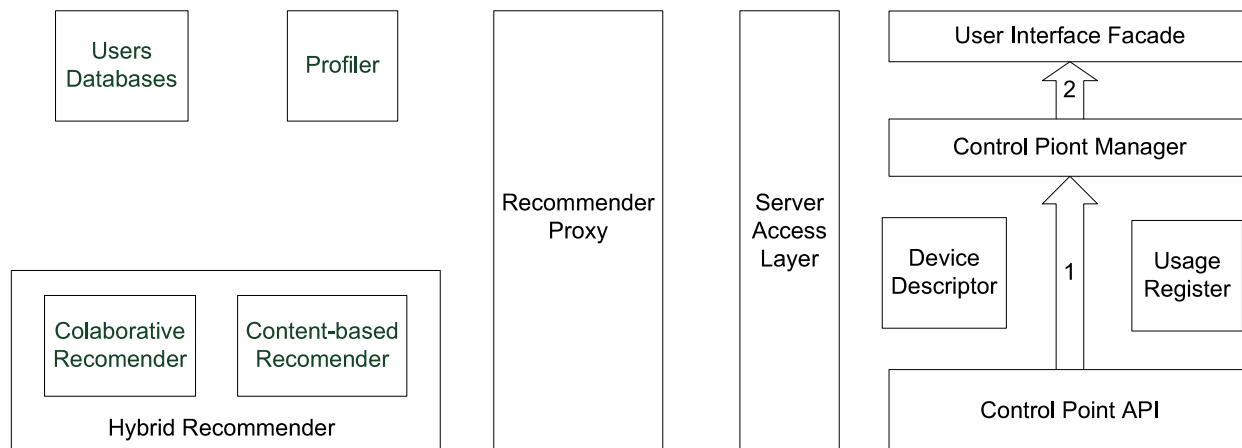 Users
Databases
Profiler
Recommender
Proxy
Server
Access
Layer
User Interface Facade
2
Control Piont Manager
Device
Descriptor
1
Usage
Register
Colaborative
Recomender
Content-based
Recomender
Hybrid Recommender
Control Point API